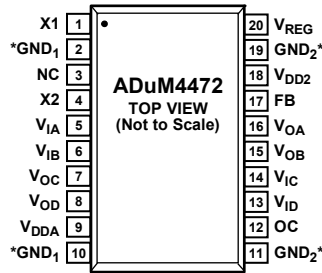 X1 1 20 VREG
*GND1 2 19 GND2*
NC 3 18 VDD2
ADuM4472
X2 4 TOP VIEW 17 FB
(Not to Scale)
VIA 5 16 VOA
VIB 6 15 VOB
VOC 7 14 VIC
VOD 8 13 VID
VDDA 9 12 OC
*GND1 10 11 GND2*